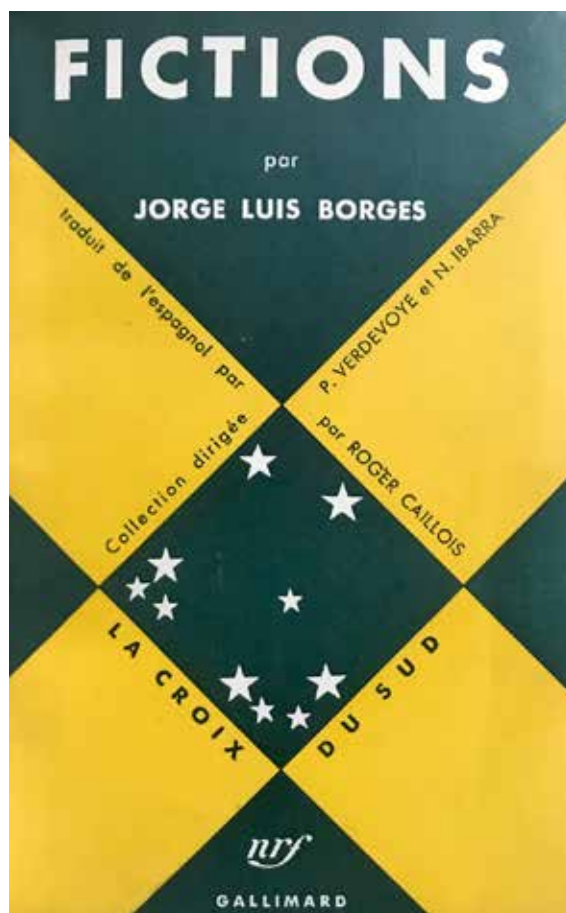 FICTIONS
par
JORGE LUIS BORGES
traduit de l'espagnol par
P. VERDEVOYE et N. IBARRA
Collection dirigée
par ROGER CAILLOIS
LA CROIX
DU SUD
nrf
GALLIMARD